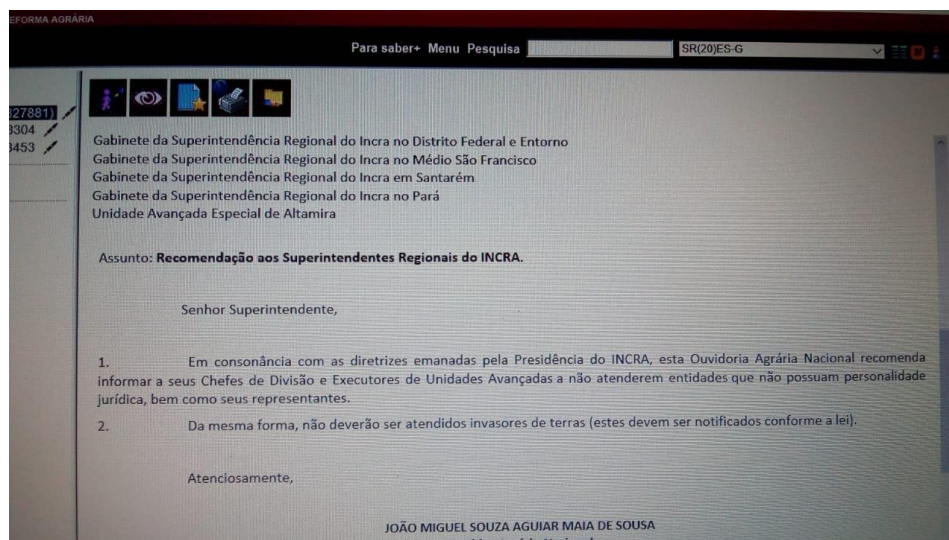 EFORMA AGRÁRIA
Para saber+ Menu Pesquisa SR(20)ES-G
327881)
3304
3453
Gabinete da Superintendência Regional do Incra no Distrito Federal e Entorno
Gabinete da Superintendência Regional do Incra no Médio São Francisco
Gabinete da Superintendência Regional do Incra em Santarém
Gabinete da Superintendência Regional do Incra no Pará
Unidade Avançada Especial de Altamira
Assunto: Recomendação aos Superintendentes Regionais do INCRA.
Senhor Superintendente,
1. Em consonância com as diretrizes emanadas pela Presidência do INCRA, esta Ouvidoria Agrária Nacional recomenda
informar a seus Chefes de Divisão e Executores de Unidades Avançadas a não atenderem entidades que não possuam personalidade
jurídica, bem como seus representantes.
2. Da mesma forma, não deverão ser atendidos invasores de terras (estes devem ser notificados conforme a lei).
Atenciosamente,
JOÃO MIGUEL SOUZA AGUIAR MAIA DE SOUSA